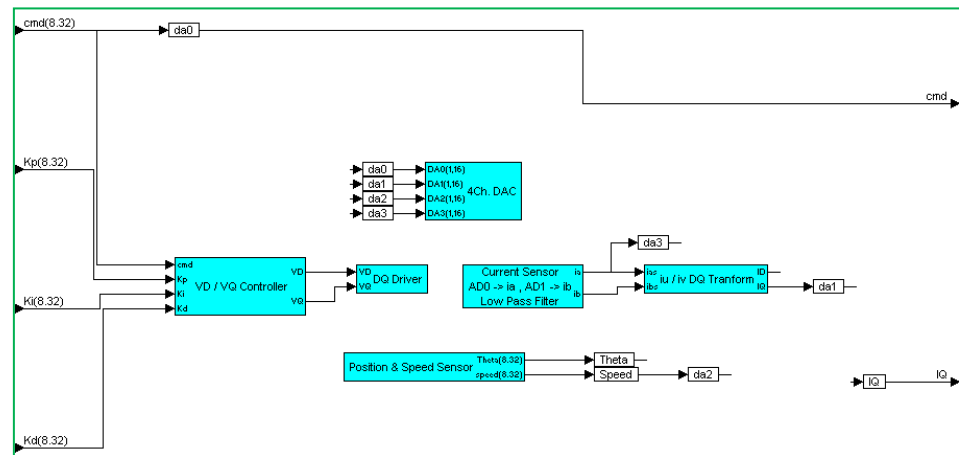 cmd(8.32)
da0
cmd
Kp(8.32)
da0
da1
da2
da3
DA0(1,16)
DA1(1,16)
DA2(1,16)
DA3(1,16)
4Ch. DAC
da3
cmd
Kp
Ki
Kd
VD / VQ Controller
VD
VQ
VD
VQ
DQ Driver
Current Sensor
AD0 -> ia , AD1 -> ib
Low Pass Filter
ia
ib
ias
ibs
iu / iv DQ Tranform
ID
IQ
da1
Ki(8.32)
Position & Speed Sensor
Theta(8.32)
speed(8.32)
Theta
Speed
da2
IQ
IQ
Kd(8.32)